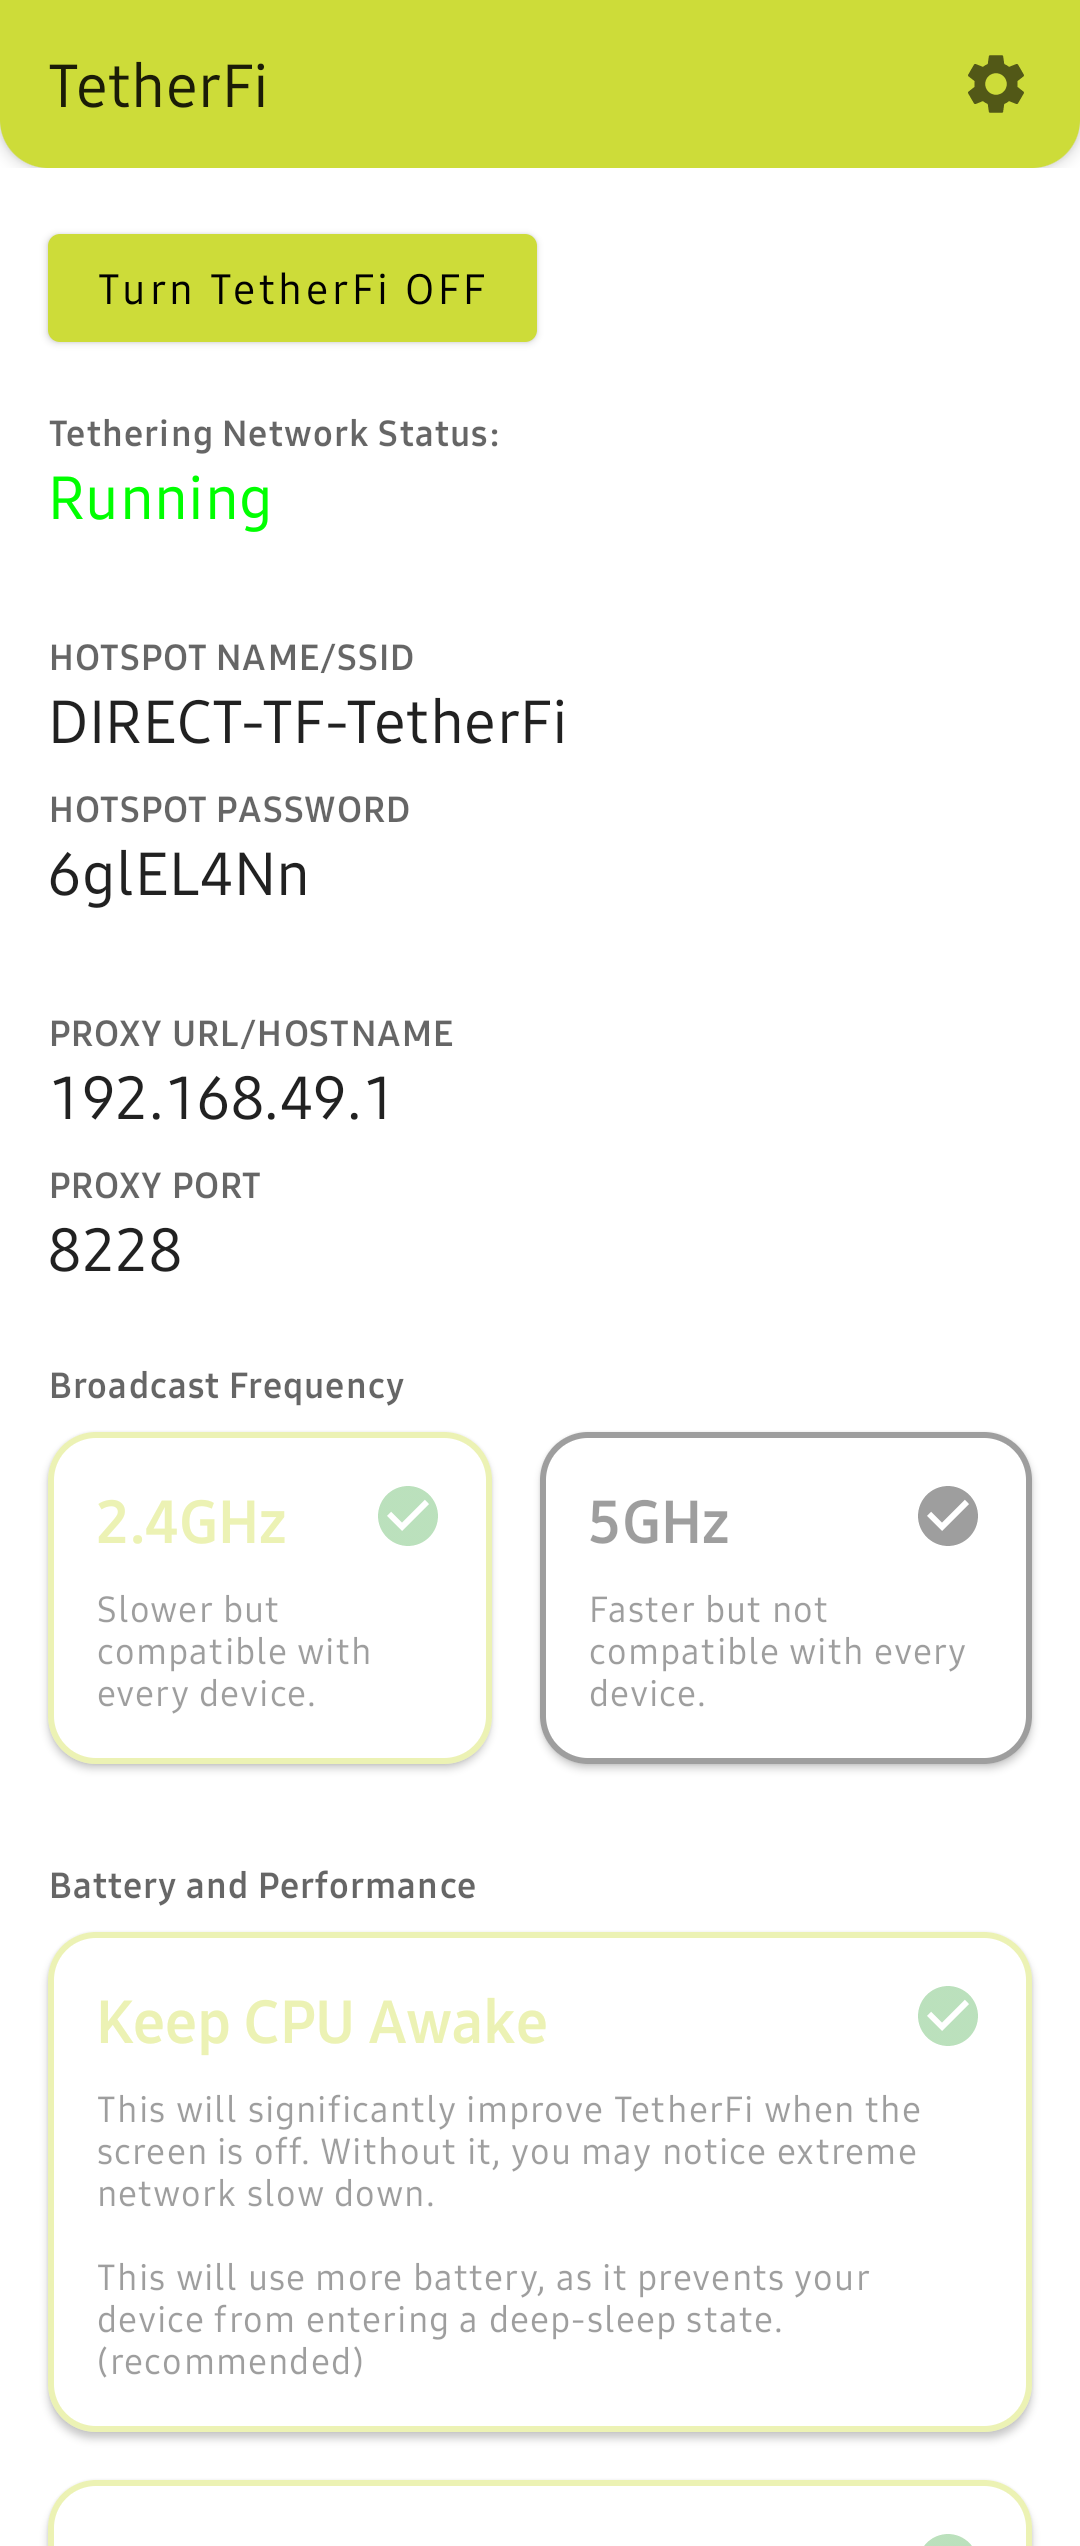 TetherFi
Turn TetherFi OFF
Tethering Network Status:
Running
HOTSPOT NAME/SSID
DIRECT-TF-TetherFi
HOTSPOT PASSWORD
6glEL4Nn
PROXY URL/HOSTNAME
192.168.49.1
PROXY PORT
8228
Broadcast Frequency
2.4GHz
Slower but
compatible with
every device.
5GHz
Faster but not
compatible with every
device.
Battery and Performance
Keep CPU Awake
This will significantly improve TetherFi when the
screen is off. Without it, you may notice extreme
network slow down.
This will use more battery, as it prevents your
device from entering a deep-sleep state.
(recommended)